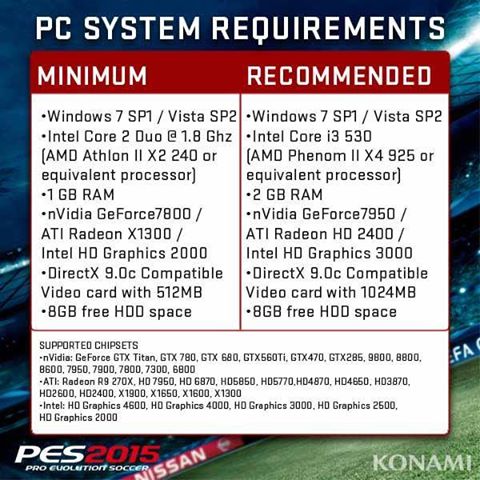 PC SYSTEM REQUIREMENTS
MINIMUM
•Windows 7 SP1 / Vista SP2
•Intel Core 2 Duo @ 1.8 Ghz
(AMD Athlon II X2 240 or
equivalent processor)
•1 GB RAM
•nVidia GeForce7800 /
ATI Radeon X1300 /
Intel HD Graphics 2000
•DirectX 9.0c Compatible
Video card with 512MB
•8GB free HDD space
RECOMMENDED
•Windows 7 SP1 / Vista SP2
•Intel Core i3 530
(AMD Phenom II X4 925 or
equivalent processor)
•2 GB RAM
•nVidia GeForce7950 /
ATI Radeon HD 2400 /
Intel HD Graphics 3000
•DirectX 9.0c Compatible
Video card with 1024MB
•8GB free HDD space
SUPPORTED CHIPSETS
•nVidia: GeForce GTX Titan, GTX 780, GTX 680, GTX560Ti, GTX470, GTX285, 9800, 8800,
8600, 7950, 7900, 7800, 7300, 6800
•ATI: Radeon R9 270X, HD 7950, HD 6870, HD5850, HD5770,HD4870, HD4650, HD3870,
HD2600, HD2400, X1900, X1650, X1600, X1300
•Intel: HD Graphics 4600, HD Graphics 4000, HD Graphics 3000, HD Graphics 2500,
HD Graphics 2000
EFA C
PES2015
PRO EVOLUTION SOCCER
NISSAN
KONAMI